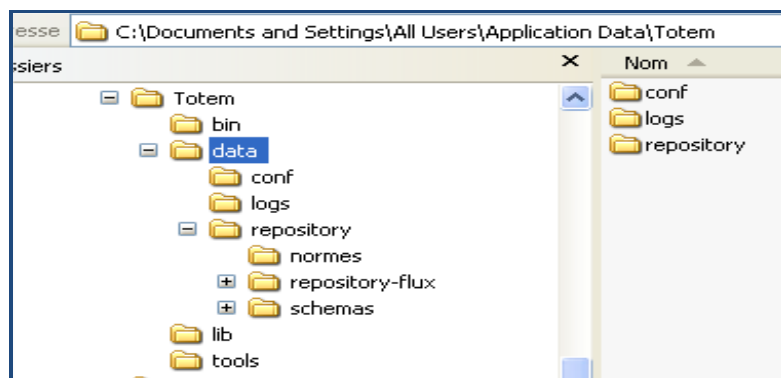 esse C:\Documents and Settings\All Users\Application Data\Totem
ssiers
Totem
bin
data
conf
logs
repository
normes
repository-flux
schemas
lib
tools
Nom
conf
logs
repository